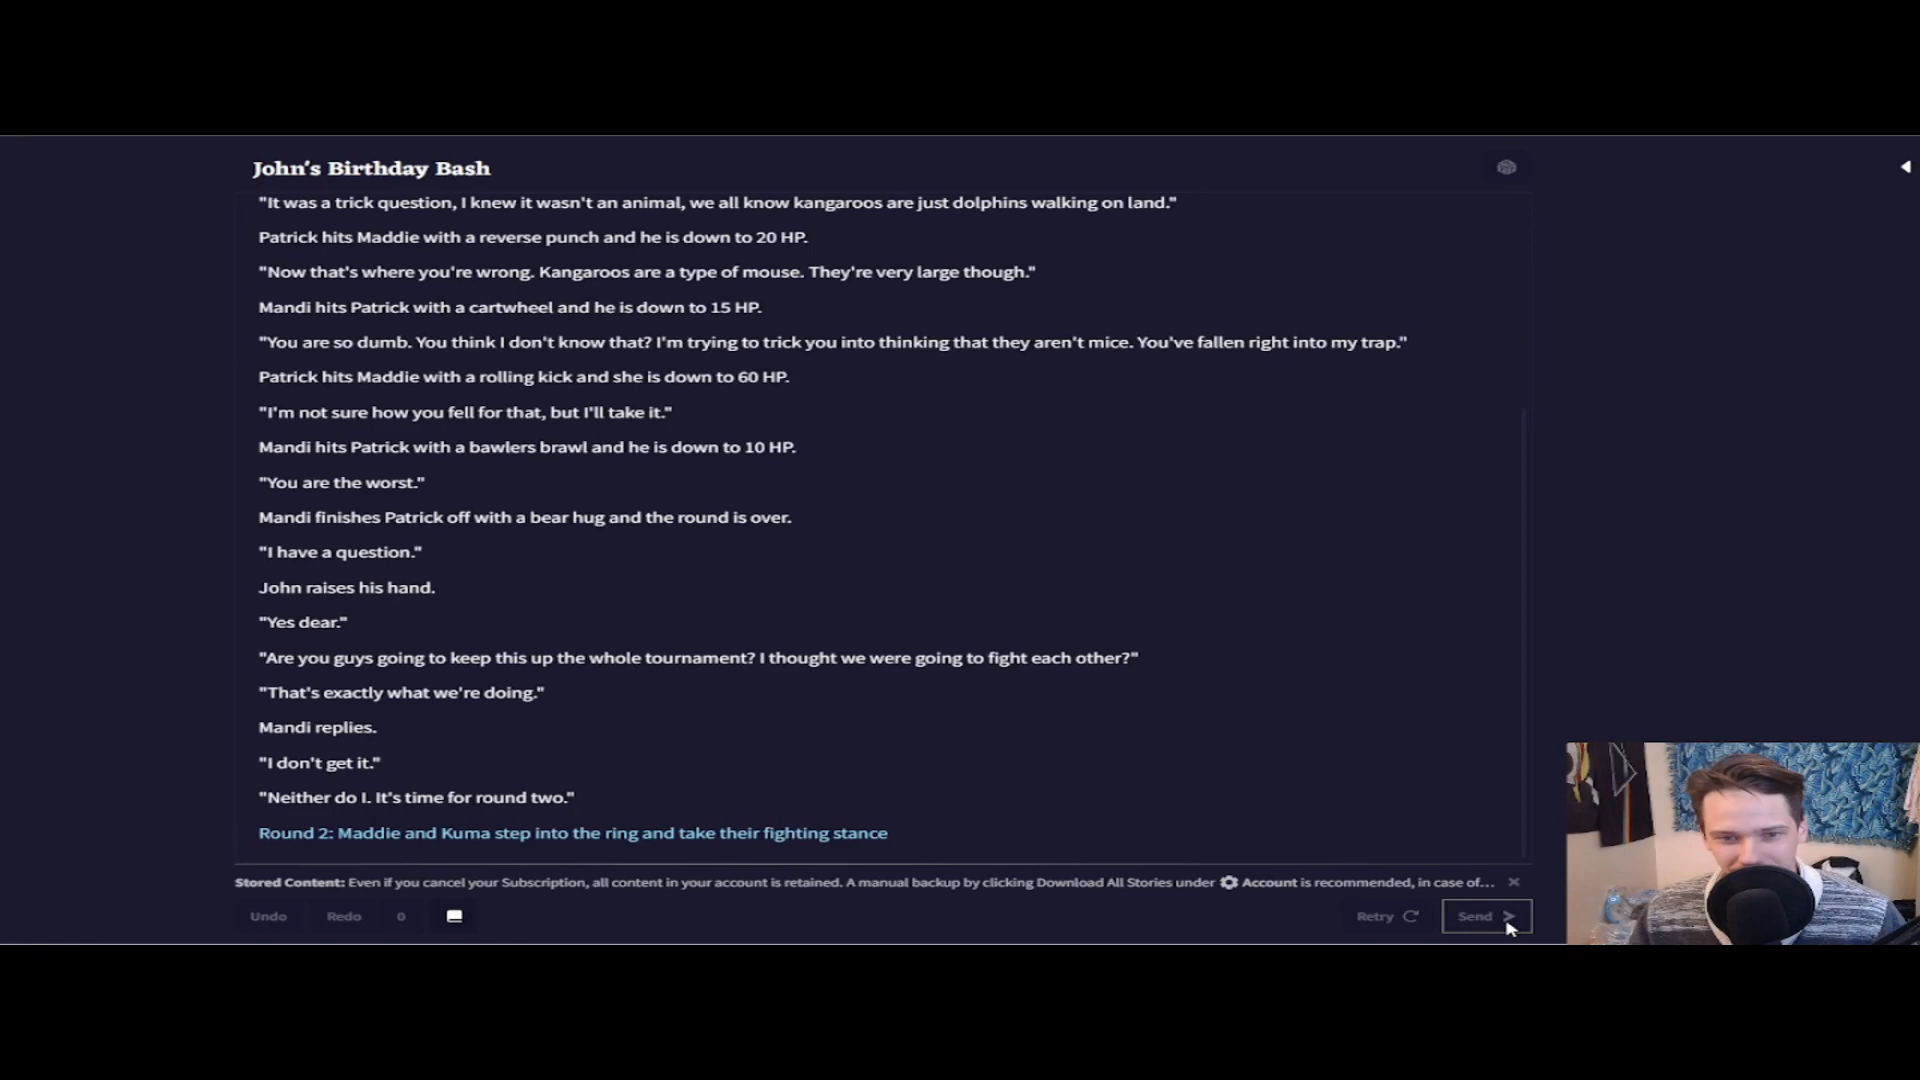 John's Birthday Bash
"It was a trick question, I knew it wasn't an animal, we all know kangaroos are just dolphins walking on land."
Patrick hits Maddie with a reverse punch and he is down to 20 HP.
"Now that's where you're wrong. Kangaroos are a type of mouse. They're very large though."
Mandi hits Patrick with a cartwheel and he is down to 15 HP.
"You are so dumb. You think I don't know that? I'm trying to trick you into thinking that they aren't mice. You've fallen right into my trap."
Patrick hits Maddie with a rolling kick and she is down to 60 HP.
"I'm not sure how you fell for that, but I'll take it."
Mandi hits Patrick with a bawlers brawl and he is down to 10 HP.
"You are the worst."
Mandi finishes Patrick off with a bear hug and the round is over.
"I have a question."
John raises his hand.
"Yes dear."
"Are you guys going to keep this up the whole tournament? I thought we were going to fight each other?"
"That's exactly what we're doing."
Mandi replies.
"I don't get it."
"Neither do I. It's time for round two."
Round 2: Maddie and Kuma step into the ring and take their fighting stance
Stored Content: Even if you cancel your Subscription, all content in your account is retained. A manual backup by clicking Download All Stories under Account is recommended, in case of...
Undo Redo 0 Retry Send